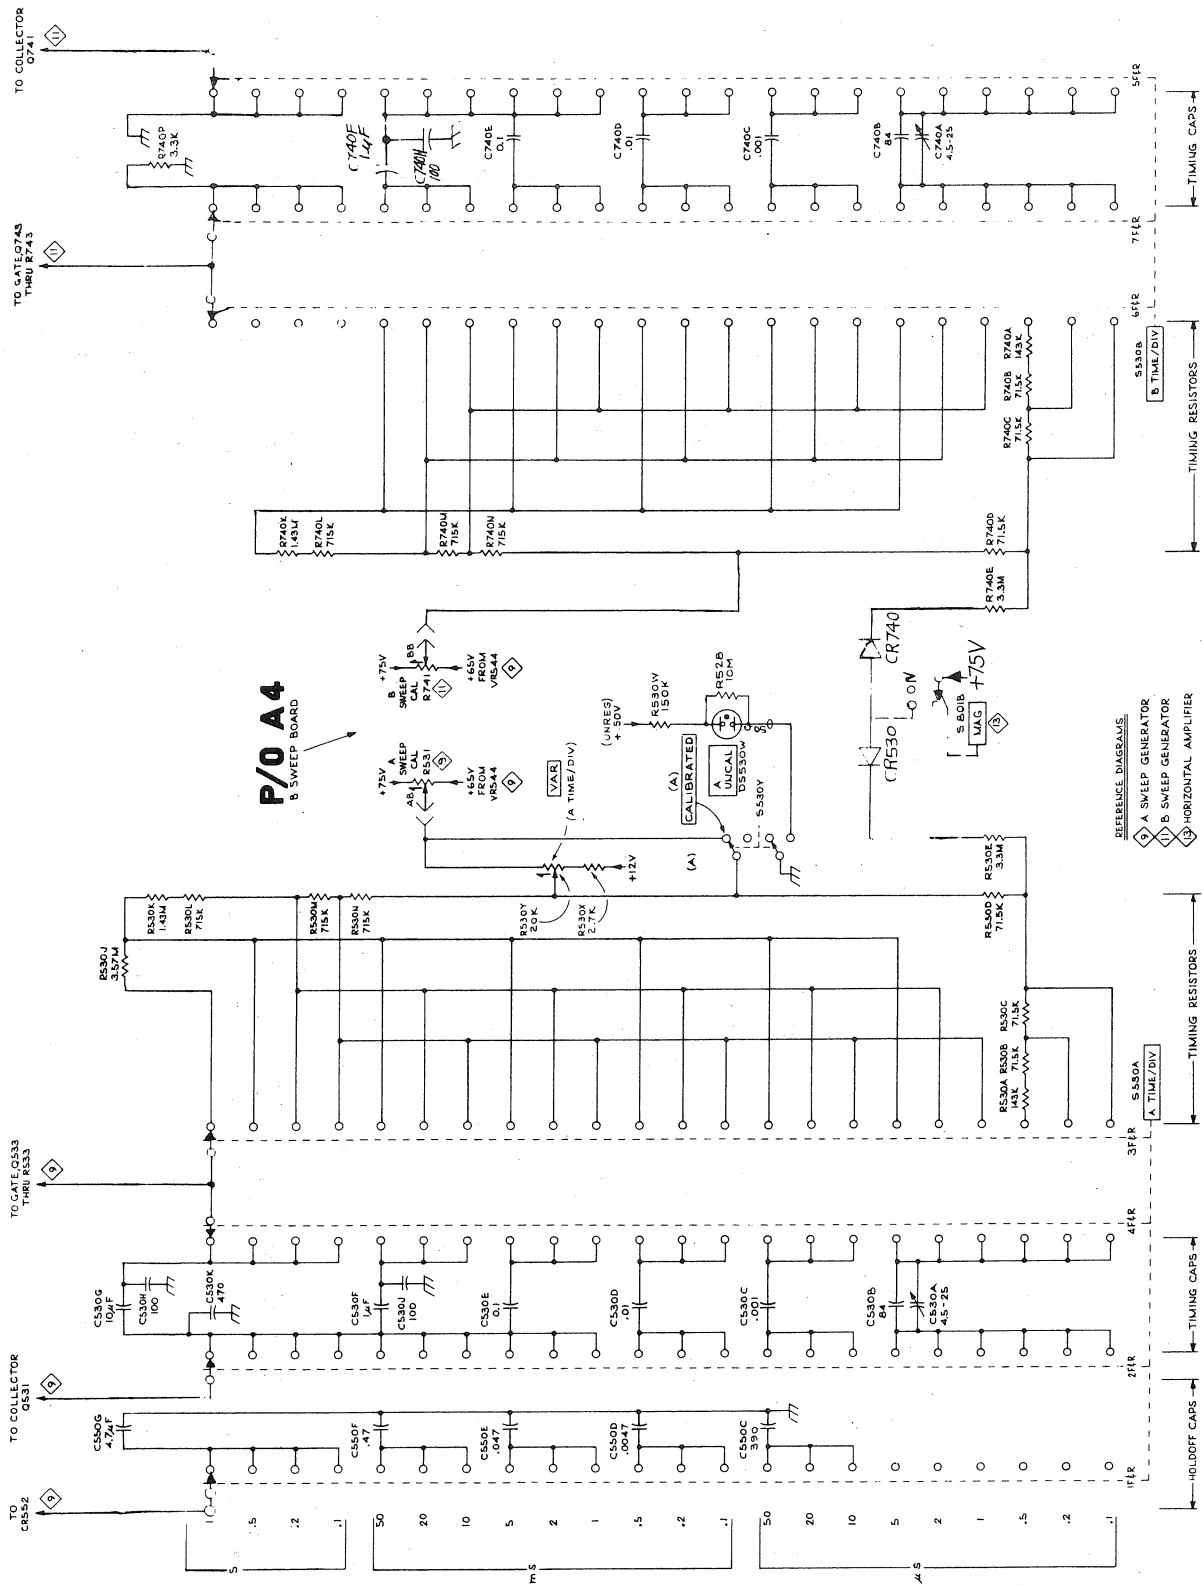 TO COLLECTOR
Q741
11
TO GATE,Q743
THRU R743
11
TO GATE,Q533
THRU R533
9
TO COLLECTOR
Q531
9
TO
CR552
9
R740P
3.3K
C740F
1µF
C740H
100
C740E
0.1
C740D
.01
C740C
.001
C740B
84
C740A
4.5-25
5F&R
TIMING CAPS
7F&R
6F&R
S530B
B TIME/DIV
R740A
143K
R740B
71.5K
R740C
71.5K
TIMING RESISTORS
R740K
1.43M
R740L
715K
R740M
715K
R740N
715K
R740D
71.5K
R740E
3.3M
P/O A4
B SWEEP BOARD
+75V
B
SWEEP
CAL
R741
11
BB
+65V
FROM
VR544
9
+75V
A
SWEEP
CAL
R531
9
AB
+65V
FROM
VR544
9
VAR
(A TIME/DIV)
(UNREG)
+150V
R530W
150K
R528
10M
A
UNCAL
DS530W
(A)
CALIBRATED
S530Y
(A)
R530Y
20K
R530X
2.7K
+12V
CR740
CR530
ON
+75V
S801B
MAG
13
REFERENCE DIAGRAMS
9 A SWEEP GENERATOR
11 B SWEEP GENERATOR
13 HORIZONTAL AMPLIFIER
R530E
3.3M
R530D
71.5K
R530K
1.43M
R530L
715K
R530M
715K
R530N
715K
R530J
3.57M
R530C
71.5K
R530B
71.5K
R530A
143K
TIMING RESISTORS
S530A
A TIME/DIV
3F&R
4F&R
C530G
10µF
C530H
100
C530K
470
C530F
1µF
C530J
100
C530E
0.1
C530D
.01
C530C
.001
C530B
84
C530A
4.5-25
TIMING CAPS
2F&R
C550G
4.7µF
C550F
.47
C550E
.047
C550D
.0047
C550C
390
1F&R
HOLDOFF CAPS
1
.5
.2
.1
S
50
20
10
5
2
1
.5
.2
.1
mS
50
20
10
5
2
1
.5
.2
.1
µS